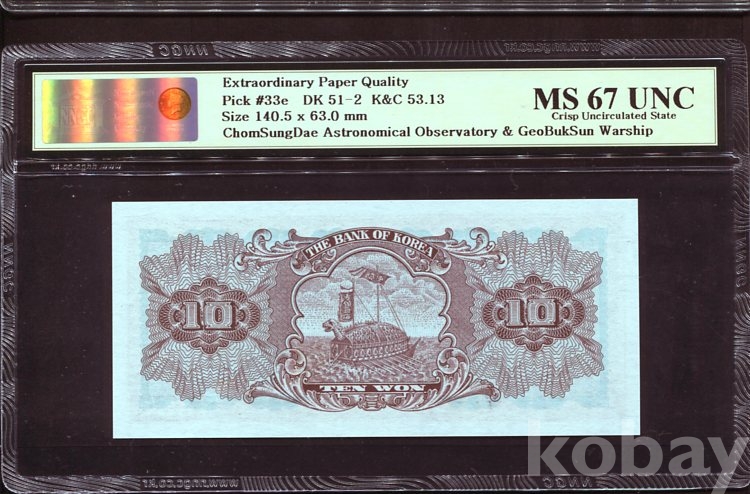 Extraordinary Paper Quality
Pick #33e DK 51-2 K&C 53.13
Size 140.5 x 63.0 mm
ChomSungDae Astronomical Observatory & GeoBukSun Warship
MS 67 UNC
Crisp Uncirculated State
THE BANK OF KOREA
10 10
TEN WON
kobay